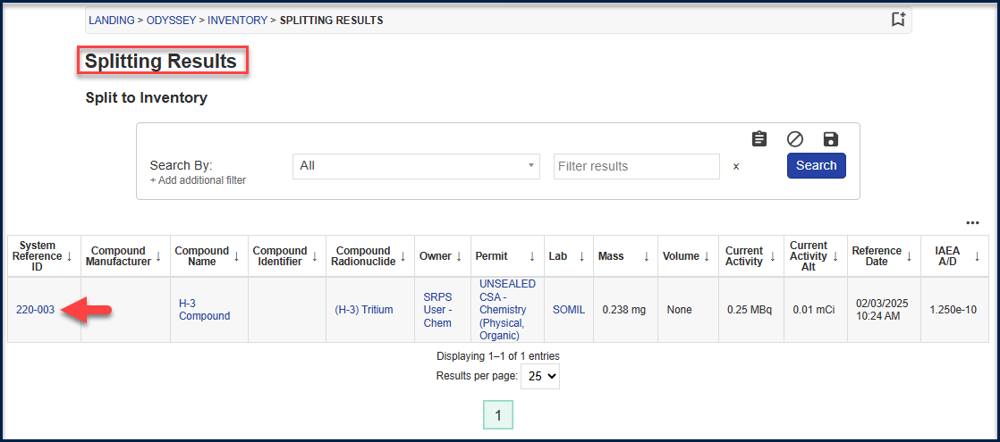 LANDING > ODYSSEY > INVENTORY > SPLITTING RESULTS
Splitting Results
Split to Inventory
Search By:
All
Filter results
x
Search
+ Add additional filter
...
System Reference ID ↓
Compound Manufacturer ↓
Compound Name ↓
Compound Identifier ↓
Compound Radionuclide ↓
Owner ↓
Permit ↓
Lab ↓
Mass ↓
Volume ↓
Current Activity ↓
Current Activity Alt ↓
Reference Date ↓
IAEA A/D ↓
220-003
H-3
Compound
(H-3) Tritium
SRPS
User -
Chem
UNSEALED
CSA -
Chemistry
(Physical,
Organic)
SOMIL
0.238 mg
None
0.25 MBq
0.01 mCi
02/03/2025
10:24 AM
1.250e-10
Displaying 1–1 of 1 entries
Results per page: 25
1